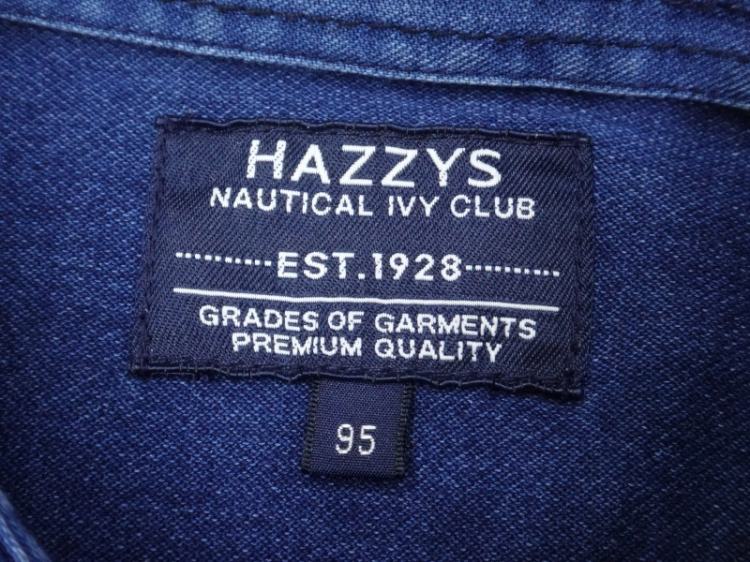 HAZZYS
NAUTICAL IVY CLUB
EST.1928
GRADES OF GARMENTS
PREMIUM QUALITY
95